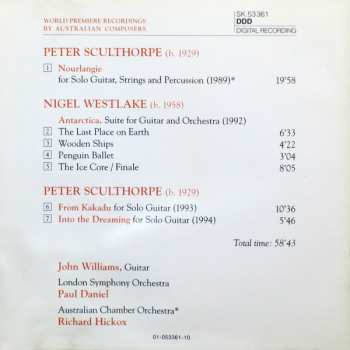 WORLD PREMIERE RECORDINGS
BY AUSTRALIAN COMPOSERS
SK 53 361
DDD
DIGITAL RECORDING
PETER SCULTHORPE (b. 1929)
1 Nourlangie
for Solo Guitar, Strings and Percussion (1989)* 19'58
NIGEL WESTLAKE (b. 1958)
Antarctica, Suite for Guitar and Orchestra (1992)
2 The Last Place on Earth 6'33
3 Wooden Ships 4'22
4 Penguin Ballet 3'04
5 The Ice Core / Finale 8'05
PETER SCULTHORPE (b. 1929)
6 From Kakadu for Solo Guitar (1993) 10'36
7 Into the Dreaming for Solo Guitar (1994) 5'46
Total time: 58'43
John Williams, Guitar
London Symphony Orchestra
Paul Daniel
Australian Chamber Orchestra*
Richard Hickox
01-053361-10